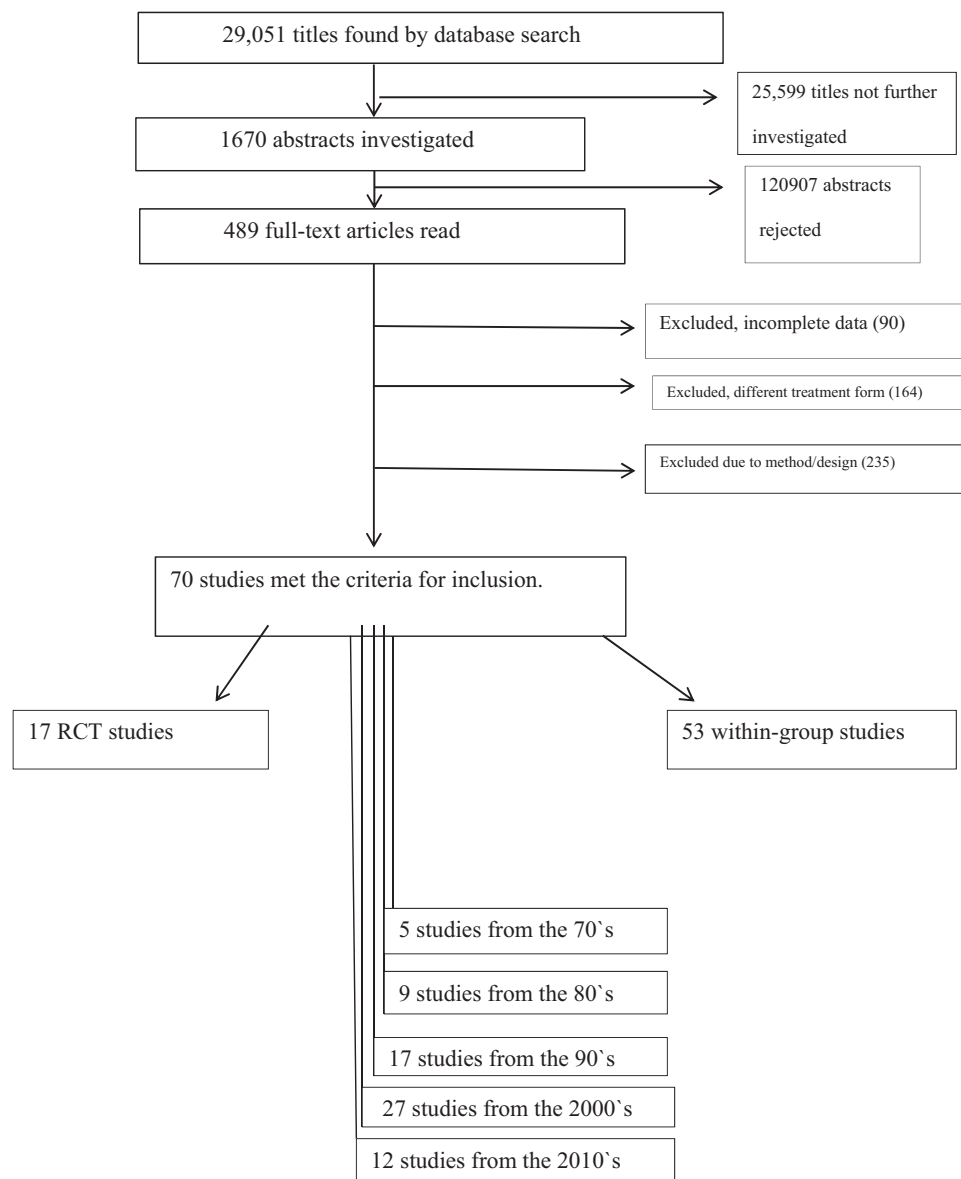 29,051 titles found by database search
25,599 titles not further
investigated
1670 abstracts investigated
120907 abstracts
rejected
489 full-text articles read
Excluded, incomplete data (90)
Excluded, different treatment form (164)
Excluded due to method/design (235)
70 studies met the criteria for inclusion.
17 RCT studies
53 within-group studies
5 studies from the 70`s
9 studies from the 80`s
17 studies from the 90`s
27 studies from the 2000`s
12 studies from the 2010`s